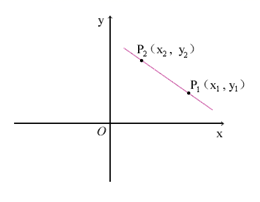 y
P₂ (x₂, y₂)
P₁ (x₁, y₁)
O
x